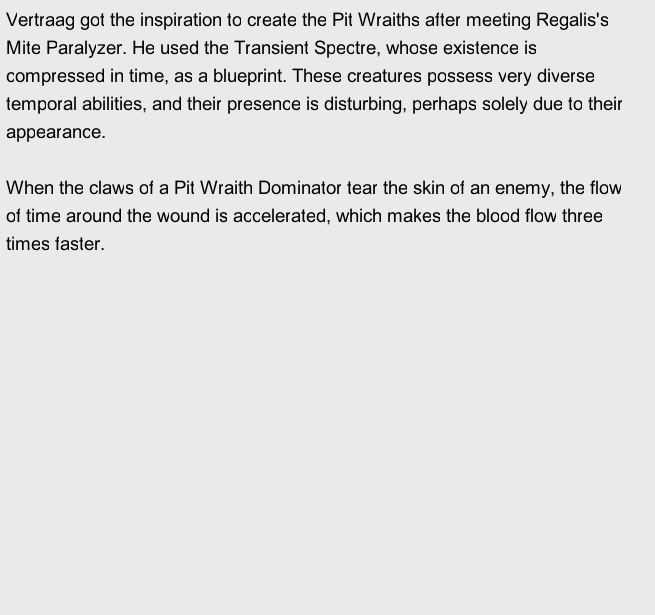 Vertraag got the inspiration to create the Pit Wraiths after meeting Regalis's
Mite Paralyzer. He used the Transient Spectre, whose existence is
compressed in time, as a blueprint. These creatures possess very diverse
temporal abilities, and their presence is disturbing, perhaps solely due to their
appearance.

When the claws of a Pit Wraith Dominator tear the skin of an enemy, the flow
of time around the wound is accelerated, which makes the blood flow three
times faster.